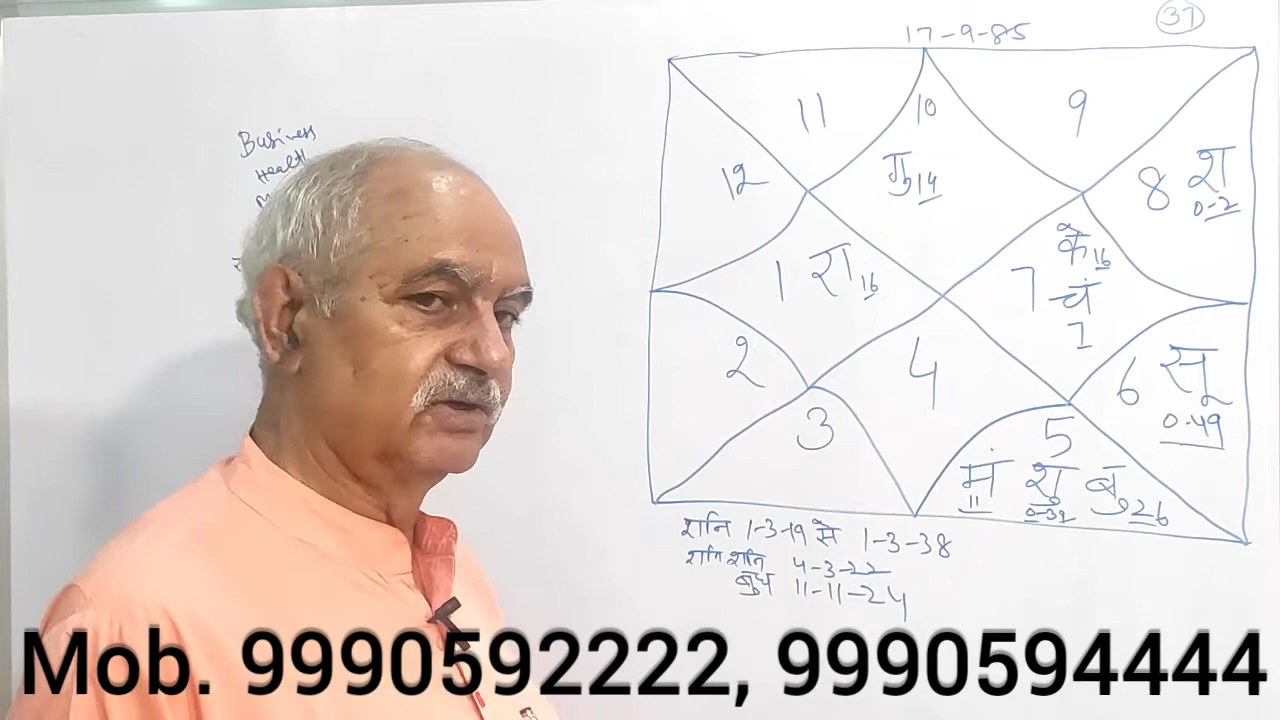 37
17-9-85
Business
Health
11
10
9
12
गु 14
8 श
0-2
1 रा 16
के 16
7 चं
1
2
4
6 सू
0-49
3
5
मं 11 शु 0-39 बु 26
शनि 1-3-19 से 1-3-38
शनि शनि 4-3-22
बुध 11-11-24
Mob. 9990592222, 9990594444